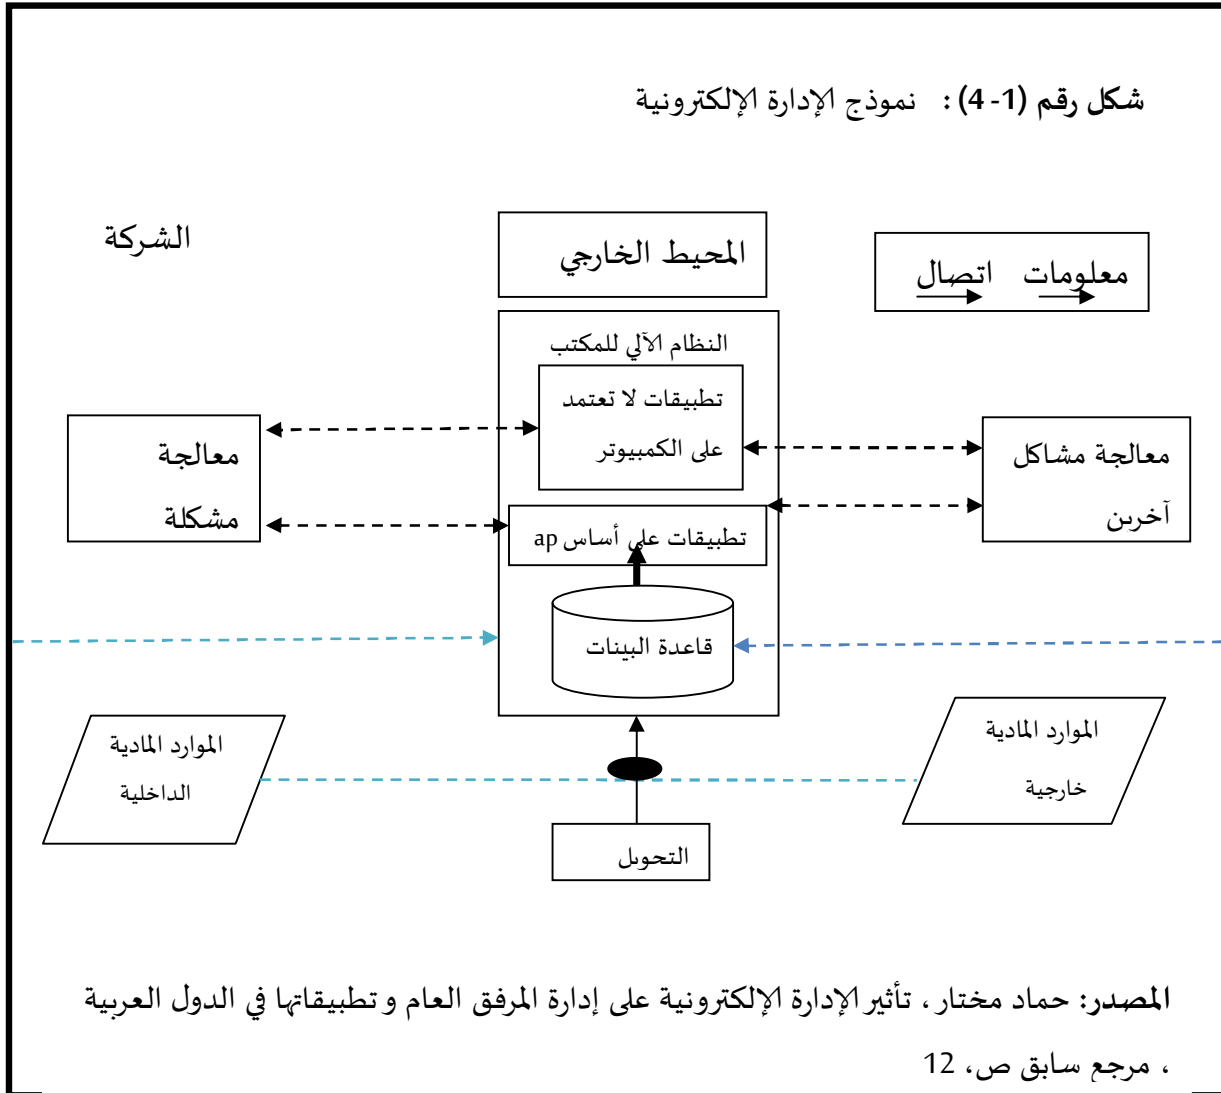 شكل رقم (1- 4) : نموذج الإدارة الإلكترونية
الشركة
المحيط الخارجي
معلومات اتصال
النظام الآلي للمكتب
تطبيقات لا تعتمد
على الكمبيوتر
معالجة
مشكلة
معالجة مشاكل
آخرين
تطبيقات على أساس ap
قاعدة البينات
الموارد المادية
الداخلية
الموارد المادية
خارجية
التحويل
المصدر: حماد مختار ، تأثير الإدارة الإلكترونية على إدارة المرفق العام و تطبيقاتها في الدول العربية
، مرجع سابق ص، 12